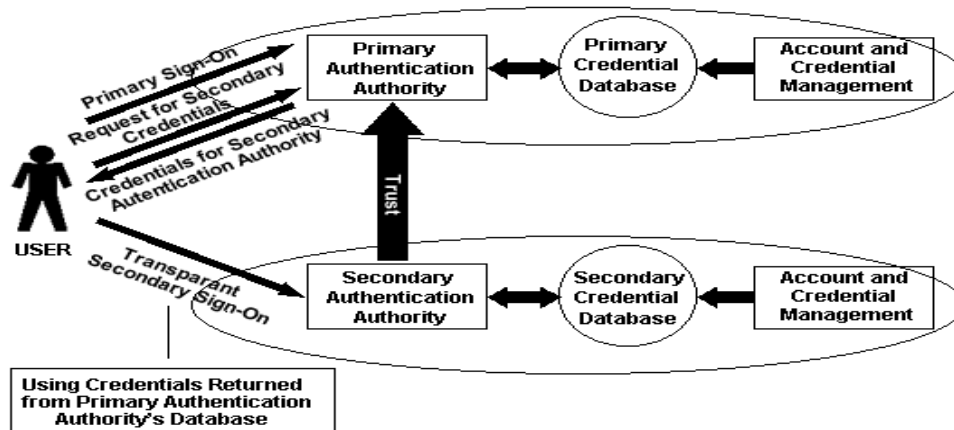 Primary Sign-On
Request for Secondary
Credentials
Credentials for Secondary
Autentication Authority
USER
Transparant
Secondary Sign-On
Primary
Authentication
Authority
Primary
Credential
Database
Account and
Credential
Management
Trust
Secondary
Authentication
Authority
Secondary
Credential
Database
Account and
Credential
Management
Using Credentials Returned
from Primary Authentication
Authority's Database